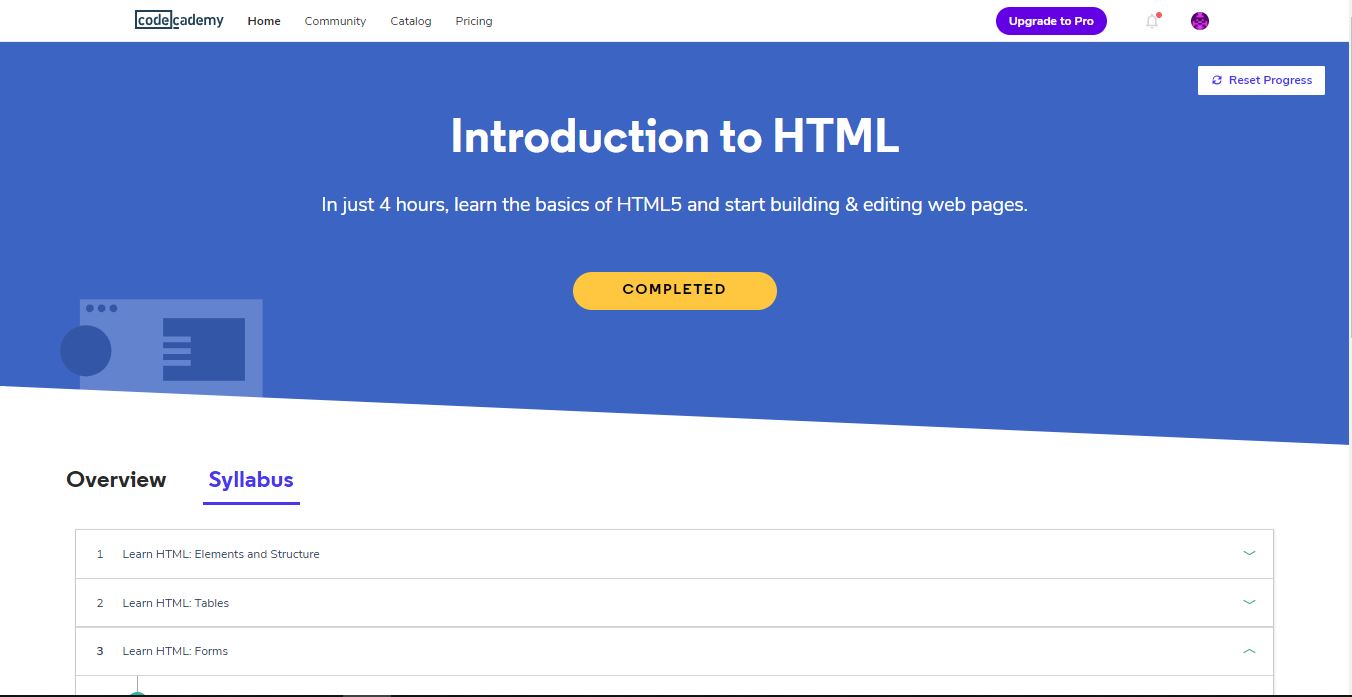 codecademy Home Community Catalog Pricing Upgrade to Pro
Reset Progress
Introduction to HTML
In just 4 hours, learn the basics of HTML5 and start building & editing web pages.
COMPLETED
Overview Syllabus
1 Learn HTML: Elements and Structure
2 Learn HTML: Tables
3 Learn HTML: Forms